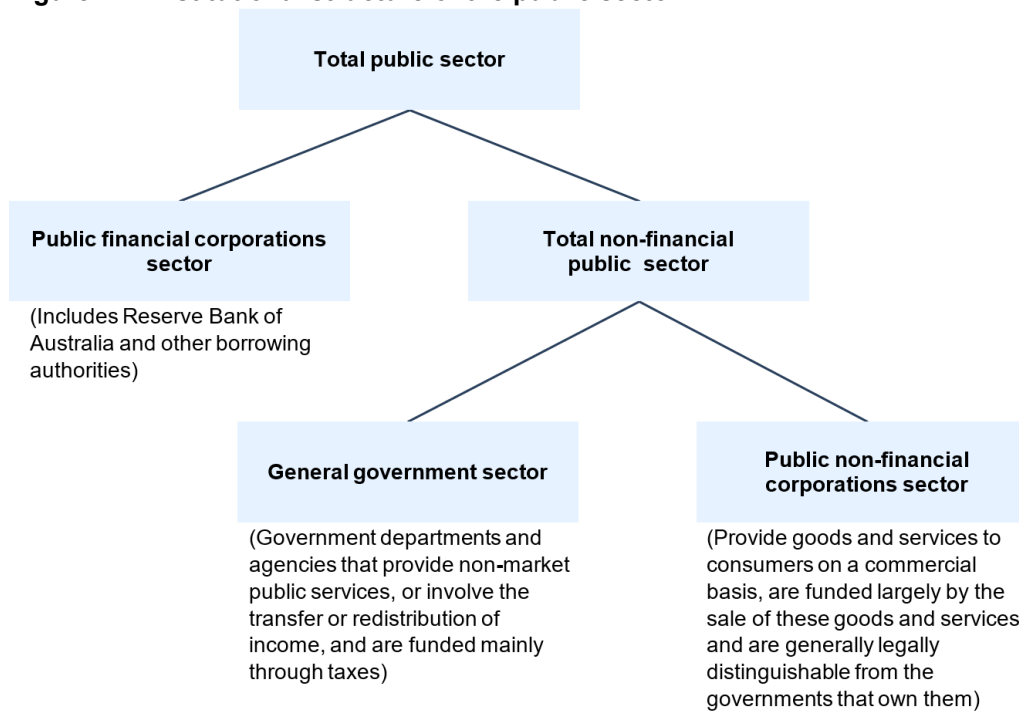 Total public sector
Public financial corporations
sector
Total non-financial
public sector
(Includes Reserve Bank of
Australia and other borrowing
authorities)
General government sector
Public non-financial
corporations sector
(Government departments and
agencies that provide non-market
public services, or involve the
transfer or redistribution of
income, and are funded mainly
through taxes)
(Provide goods and services to
consumers on a commercial
basis, are funded largely by the
sale of these goods and services
and are generally legally
distinguishable from the
governments that own them)